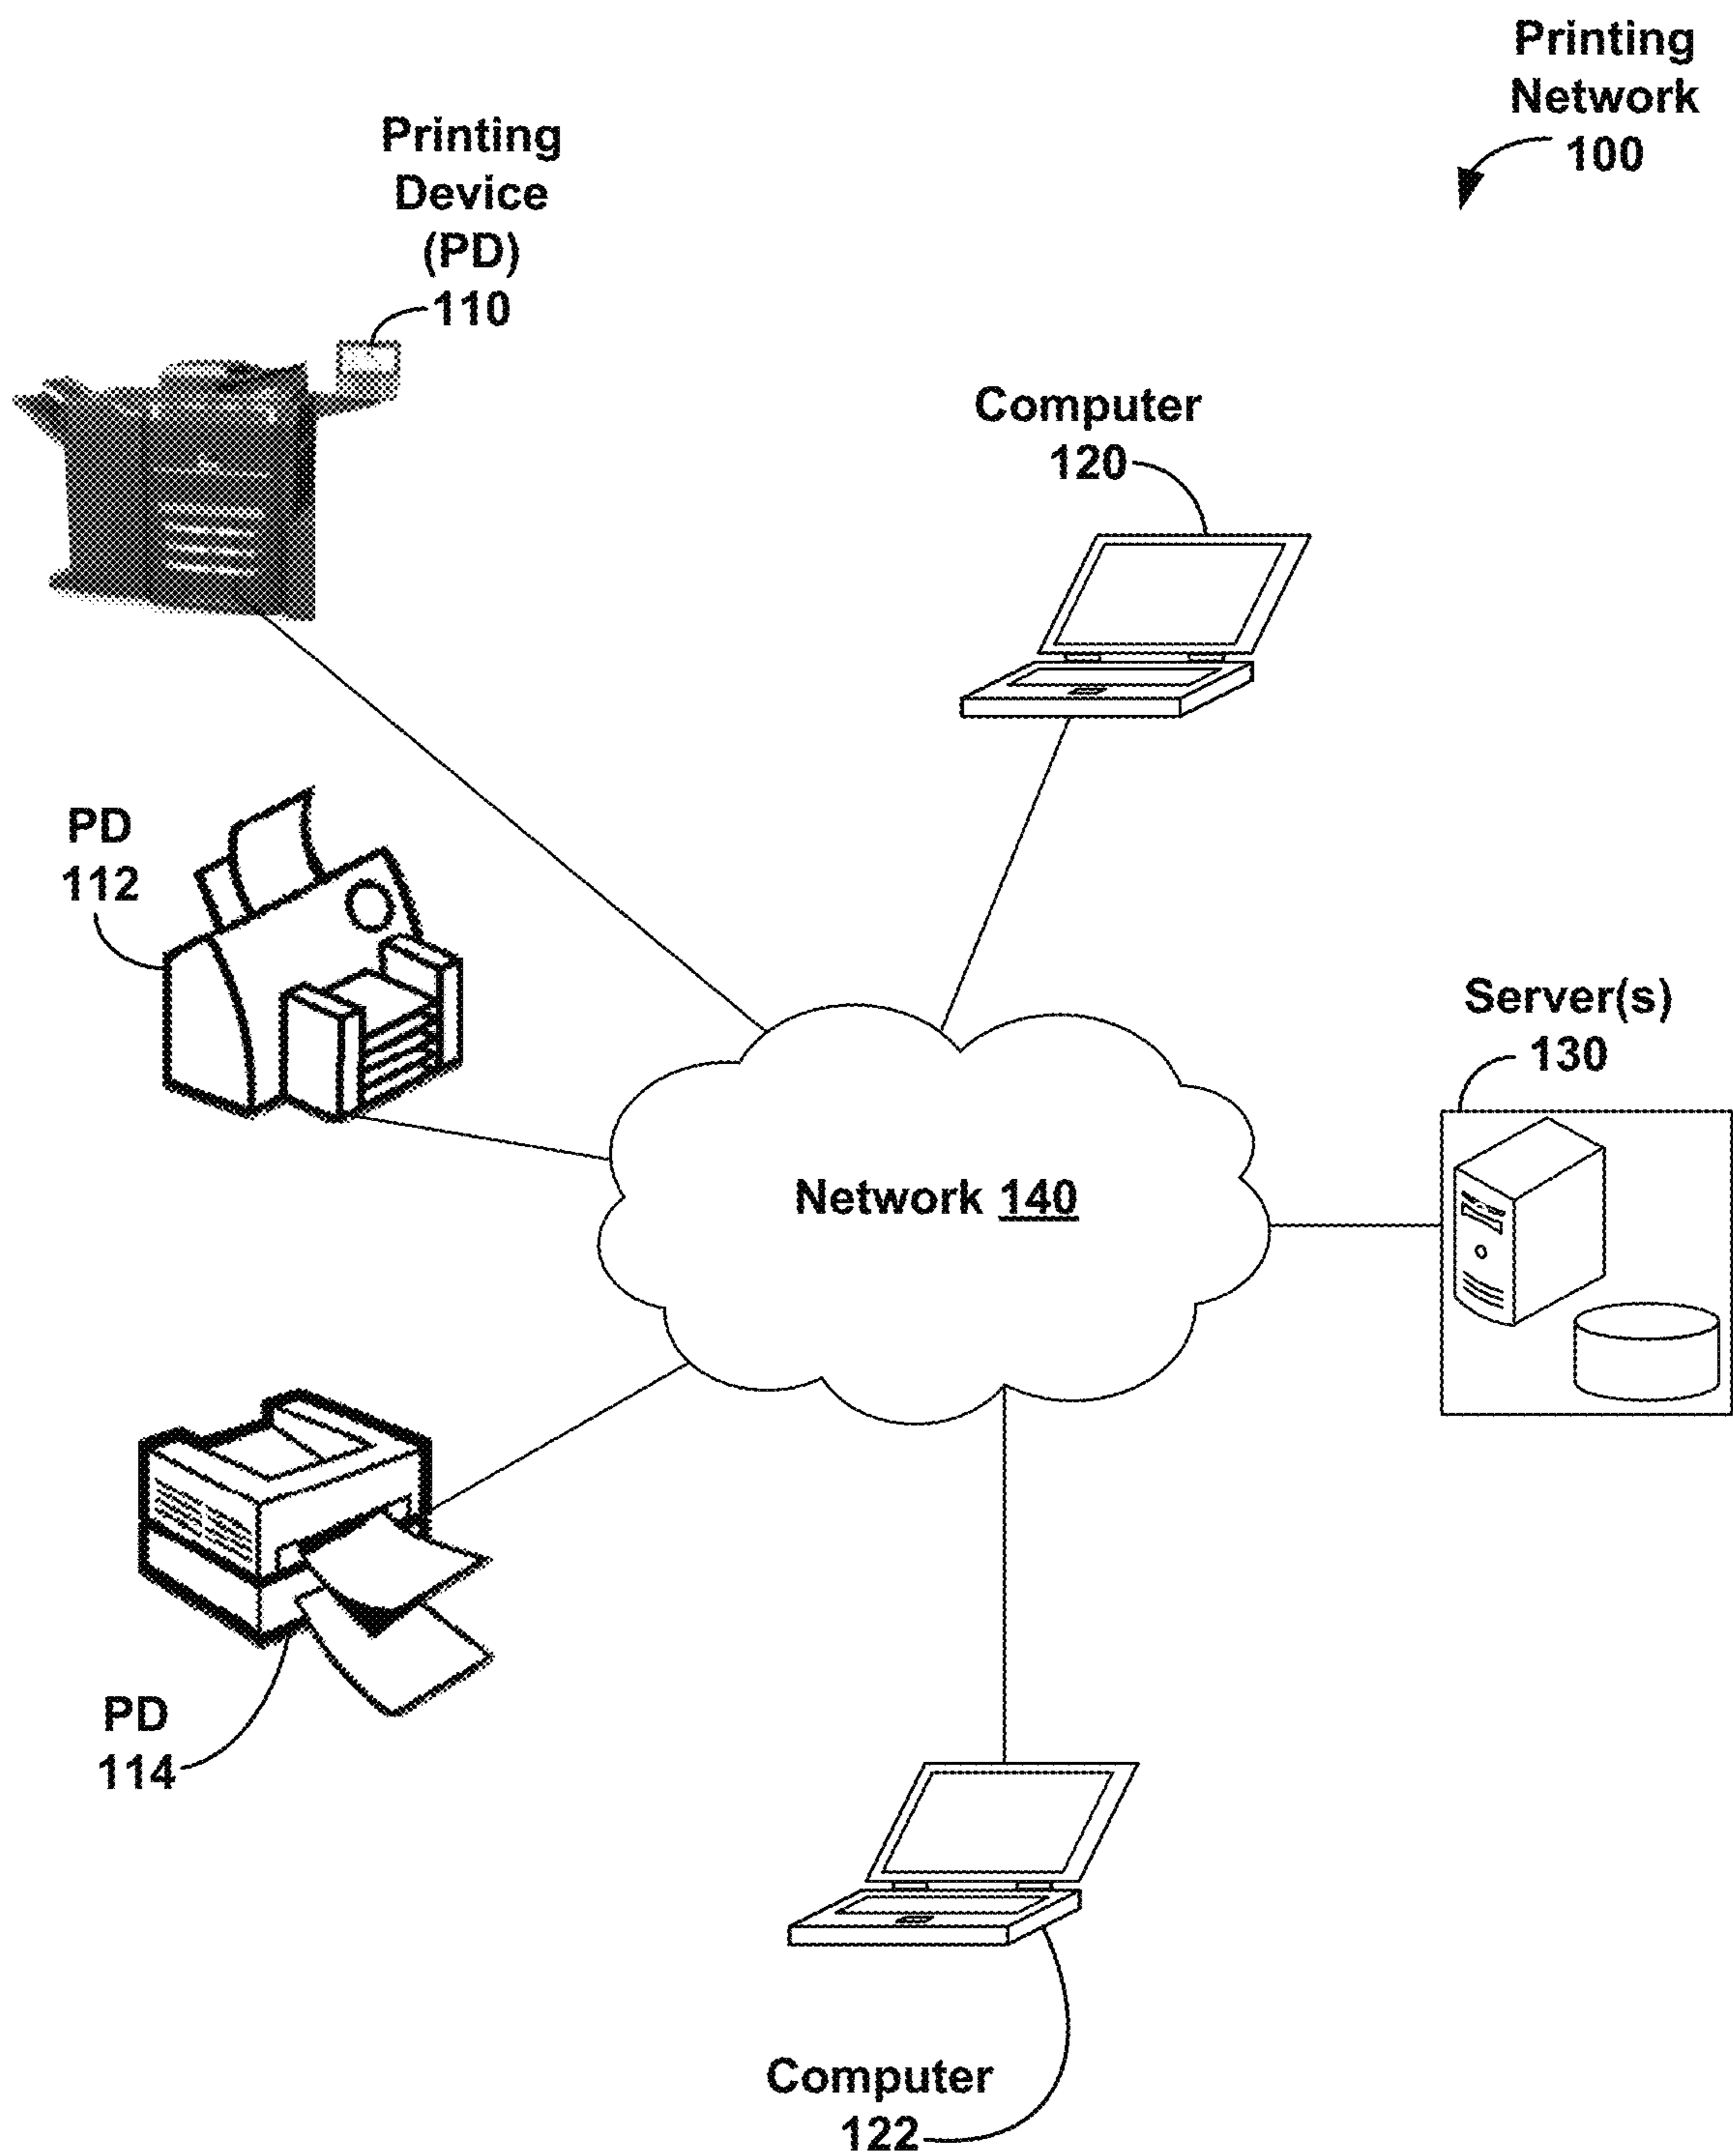 Printing
Network
100
Printing
Device
(PD)
110
Computer
120
PD
112
Server(s)
130
Network 140
PD
114
Computer
122